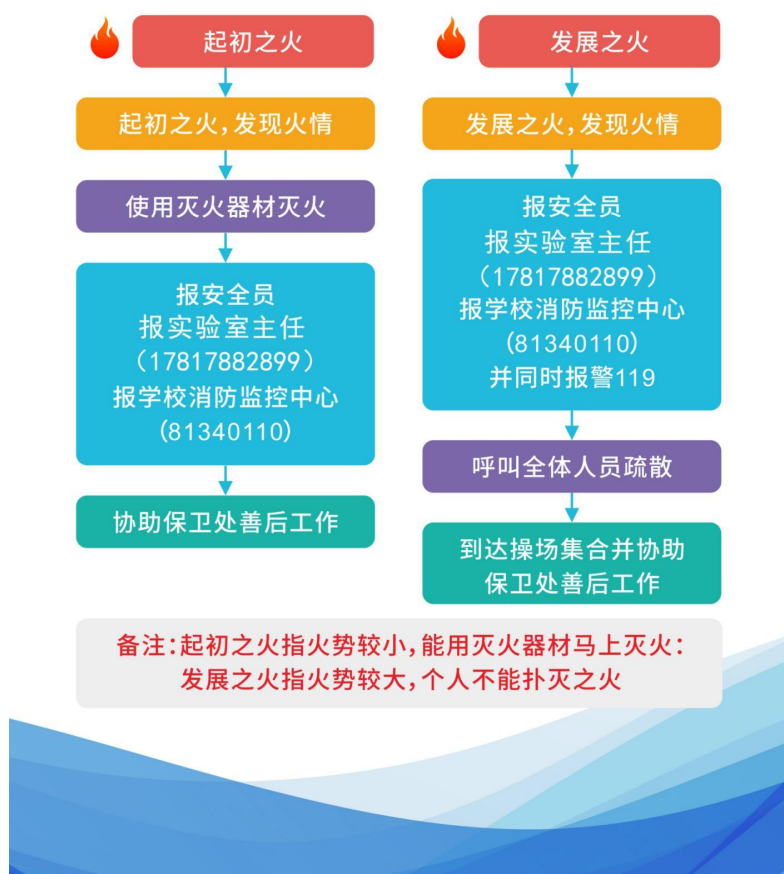 起初之火
起初之火,发现火情
使用灭火器材灭火
报安全员
报实验室主任
(17817882899)
报学校消防监控中心
(81340110)
协助保卫处善后工作
发展之火
发展之火,发现火情
报安全员
报实验室主任
(17817882899)
报学校消防监控中心
(81340110)
并同时报警119
呼叫全体人员疏散
到达操场集合并协助
保卫处善后工作
备注:起初之火指火势较小,能用灭火器材马上灭火:
发展之火指火势较大,个人不能扑灭之火